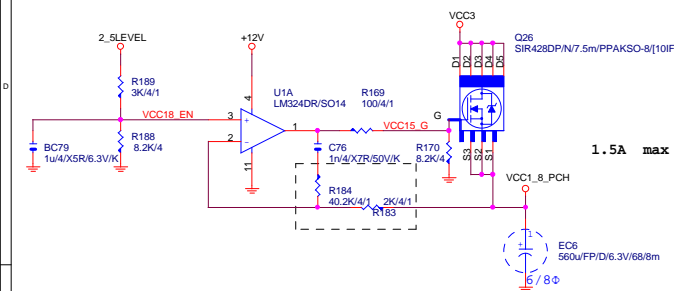 VCC3
2_5LEVEL
+12V
Q26
SIR428DP/N/7.5m/PPAKSO-8/[10IF
D1
D2
D3
D4
D5
D
R189
3K/4/1
4
U1A
LM324DR/SO14
R169
100/4/1
VCC18_EN
3
+
1
VCC15_G
G
2
-
BC79
1u/4/X5R/6.3V/K
R188
8.2K/4
11
C76
1n/4/X7R/50V/K
R170
8.2K/4
S3
S2
S1
1.5A max
VCC1_8_PCH
R184
40.2K/4/1
2K/4/1
R183
1
+
EC6
560u/FP/D/6.3V/68/8m
6/8Φ